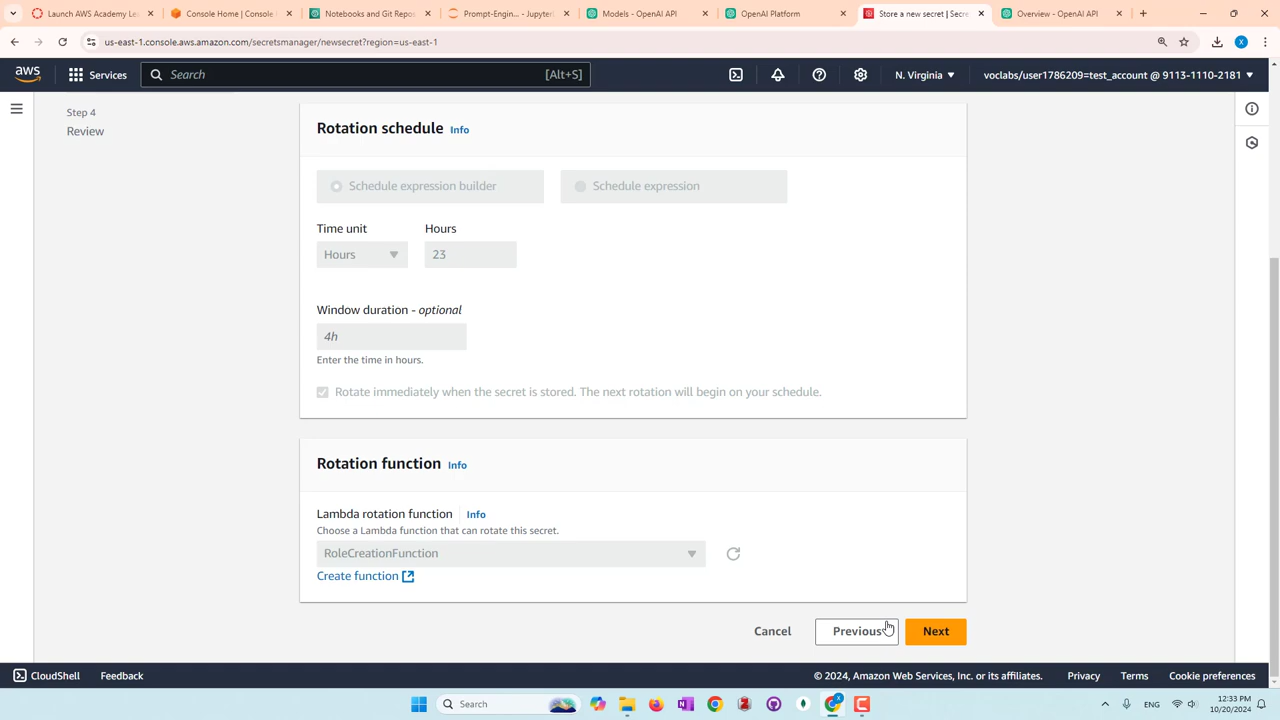 Launch AWS Academy Le
Console Home | Console
Notebooks and Git Repos
Prompt-Engin... - Jupyterl
Models - OpenAI API
OpenAI Platform
Store a new secret | Secre
Overview - OpenAI API
us-east-1.console.aws.amazon.com/secretsmanager/newsecret?region=us-east-1
X
aws
Services
Search
[Alt+S]
N. Virginia
voclabs/user1786209=test_account @ 9113-1110-2181
Step 4
Review
Rotation schedule Info
Schedule expression builder
Schedule expression
Time unit
Hours
Hours
23
Window duration - optional
4h
Enter the time in hours.
Rotate immediately when the secret is stored. The next rotation will begin on your schedule.
Rotation function Info
Lambda rotation function Info
Choose a Lambda function that can rotate this secret.
RoleCreationFunction
Create function
Cancel
Previous
Next
CloudShell
Feedback
© 2024, Amazon Web Services, Inc. or its affiliates.
Privacy
Terms
Cookie preferences
Search
ENG
12:33 PM
10/20/2024